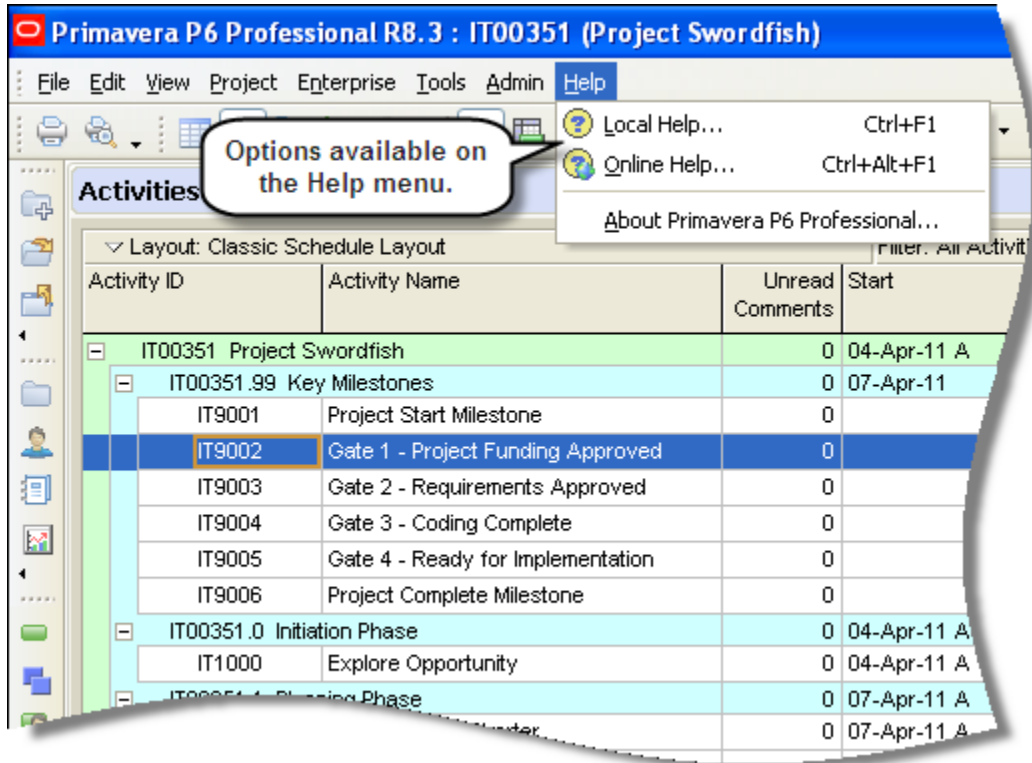 Primavera P6 Professional R8.3 : IT00351 (Project Swordfish)
File Edit View Project Enterprise Tools Admin Help
Local Help... Ctrl+F1
Online Help... Ctrl+Alt+F1
About Primavera P6 Professional...
Options available on
the Help menu.
Activities
Layout: Classic Schedule Layout Filter: All
Activity ID Activity Name Unread Start
Comments
IT00351 Project Swordfish 0 04-Apr-11 A
IT00351.99 Key Milestones 0 07-Apr-11
IT9001 Project Start Milestone 0
IT9002 Gate 1 - Project Funding Approved 0
IT9003 Gate 2 - Requirements Approved 0
IT9004 Gate 3 - Coding Complete 0
IT9005 Gate 4 - Ready for Implementation 0
IT9006 Project Complete Milestone 0
IT00351.0 Initiation Phase 0 04-Apr-11 A
IT1000 Explore Opportunity 0 04-Apr-11 A
Phase 0 07-Apr-11 A
0 07-Apr-11 A